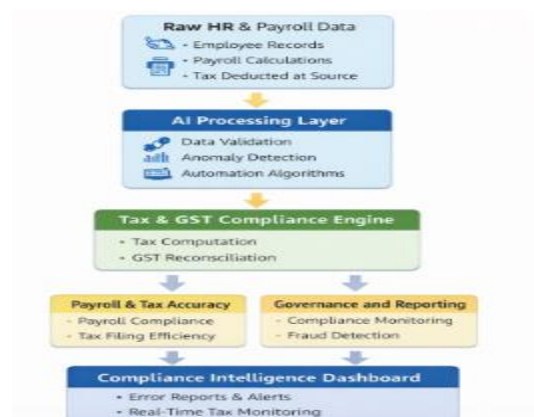 Raw HR & Payroll Data
- Employee Records
- Payroll Calculations
- Tax Deducted at Source
AI Processing Layer
Data Validation
Anomaly Detection
Automation Algorithms
Tax & GST Compliance Engine
• Tax Computation
• GST Reconsciliation
Payroll & Tax Accuracy
- Payroll Compliance
- Tax Filing Efficiency
Governance and Reporting
- Compliance Monitoring
- Fraud Detection
Compliance Intelligence Dashboard
• Error Reports & Alerts
• Real-Time Tax Monitoring